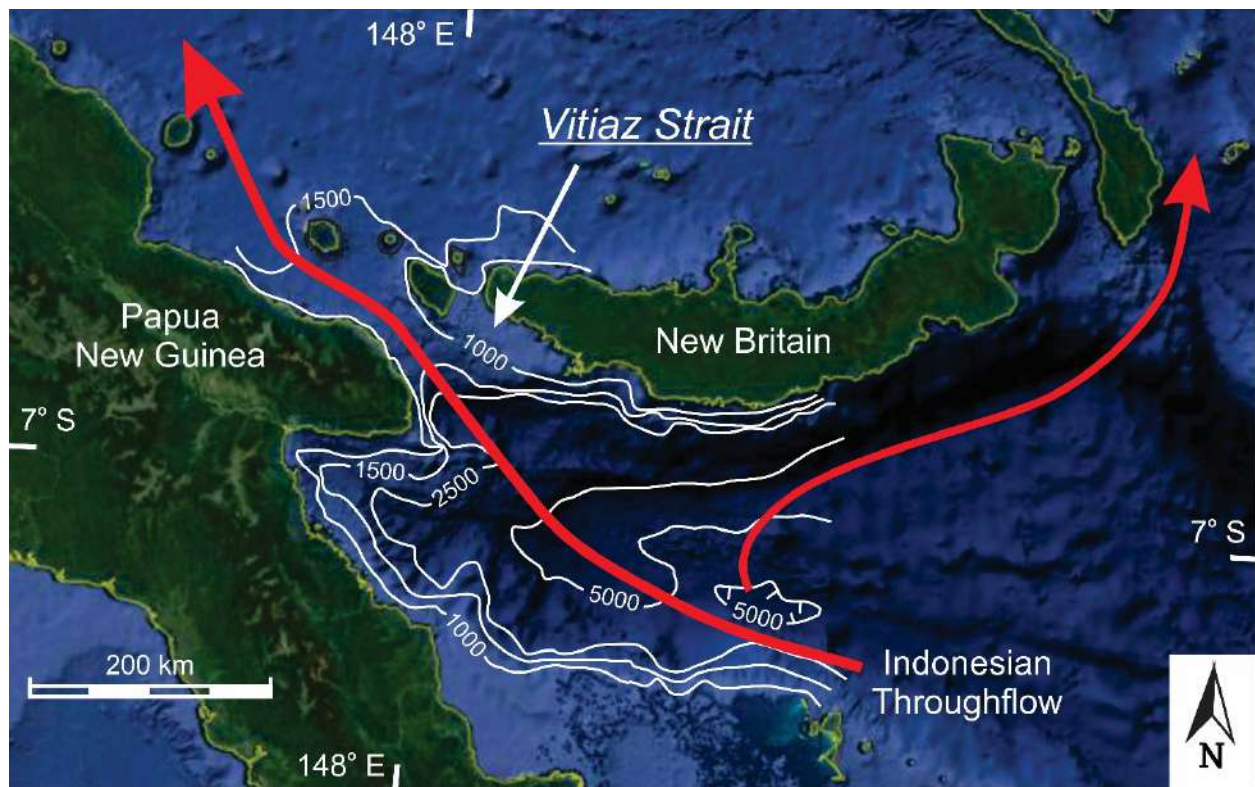 148° E
Vitiaz Strait
1500
Papua
New Guinea
1000
New Britain
7° S
1500
2500
7° S
5000
5000
1000
200 km
Indonesian
Throughflow
148° E
N